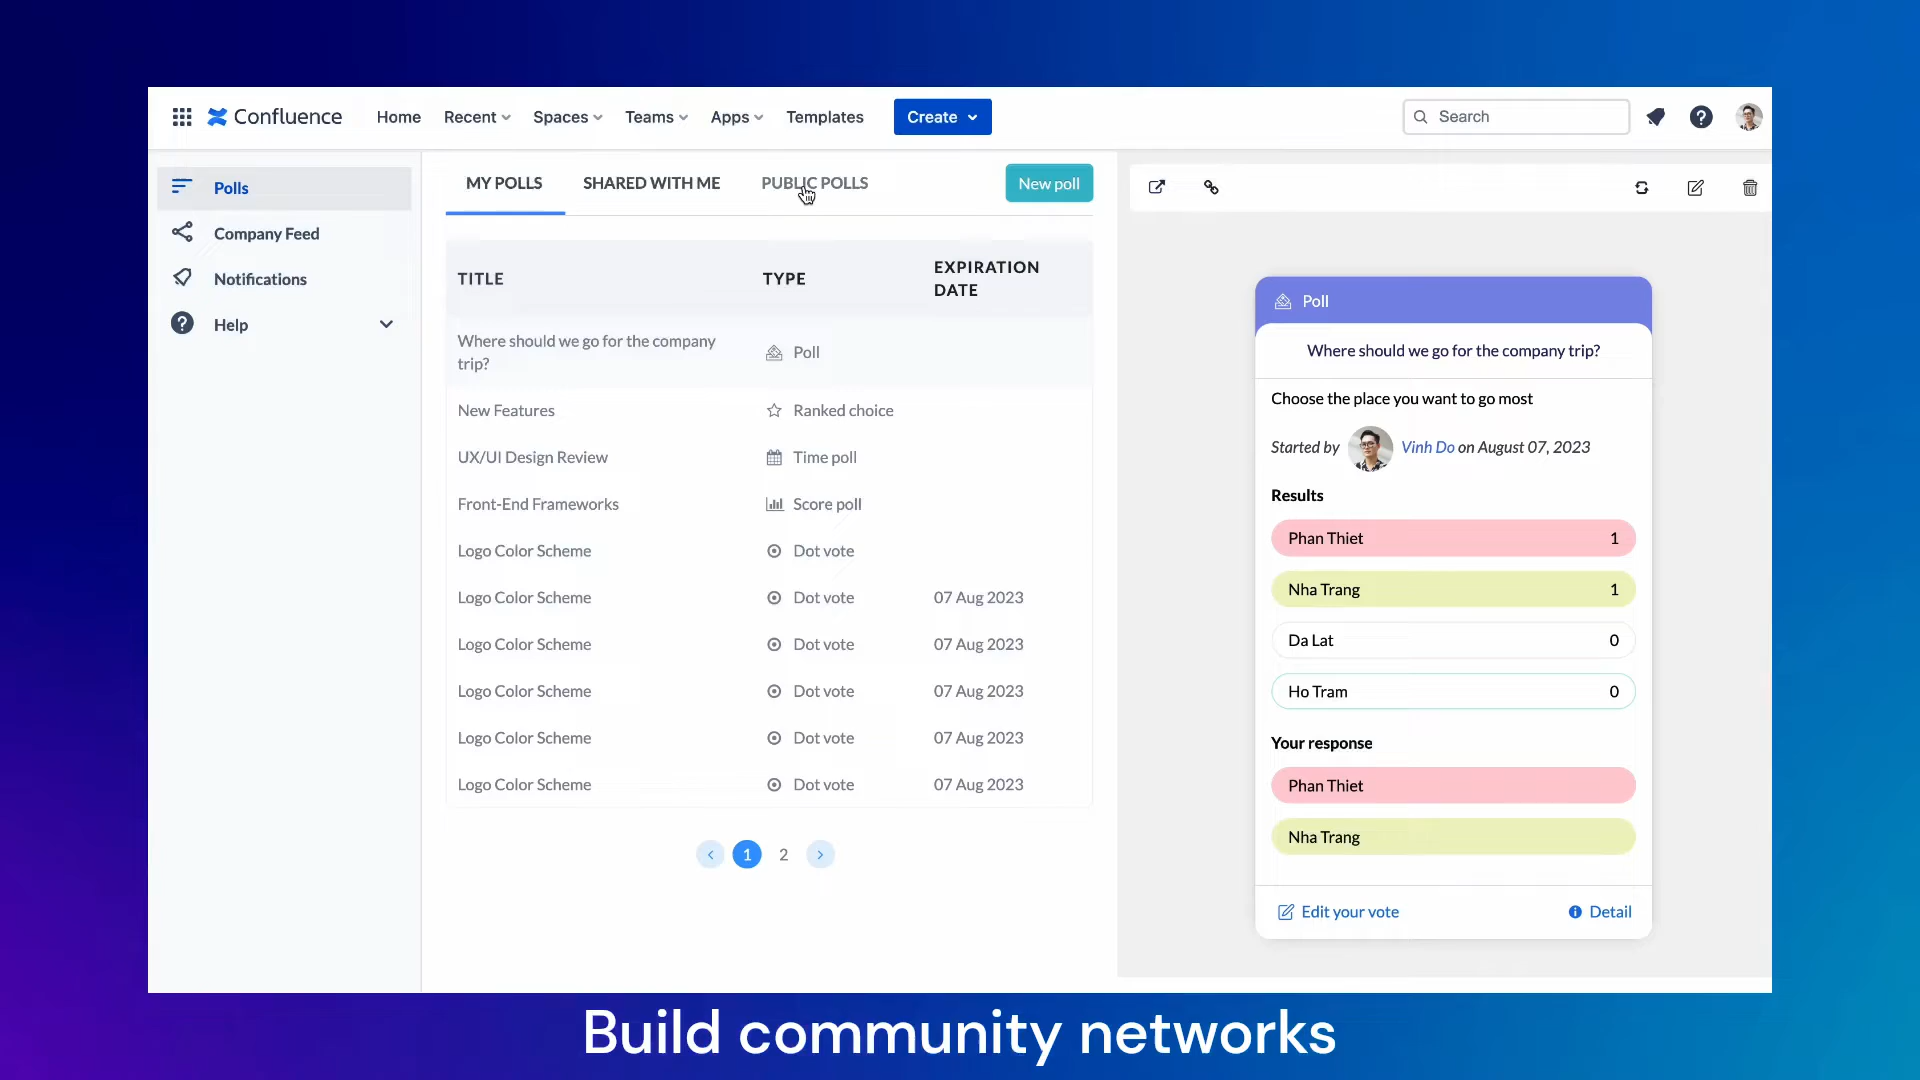 Confluence
Home
Recent
Spaces
Teams
Apps
Templates
Create
Search
Polls
Company Feed
Notifications
Help
MY POLLS
SHARED WITH ME
PUBLIC POLLS
New poll
TITLE
TYPE
EXPIRATION
DATE
Where should we go for the company
trip?
Poll
New Features
Ranked choice
UX/UI Design Review
Time poll
Front-End Frameworks
Score poll
Logo Color Scheme
Dot vote
Logo Color Scheme
Dot vote
07 Aug 2023
Logo Color Scheme
Dot vote
07 Aug 2023
Logo Color Scheme
Dot vote
07 Aug 2023
Logo Color Scheme
Dot vote
07 Aug 2023
Logo Color Scheme
Dot vote
07 Aug 2023
1
2
Poll
Where should we go for the company trip?
Choose the place you want to go most
Started by Vinh Do on August 07, 2023
Results
Phan Thiet 1
Nha Trang 1
Da Lat 0
Ho Tram 0
Your response
Phan Thiet
Nha Trang
Edit your vote
Detail
Build community networks